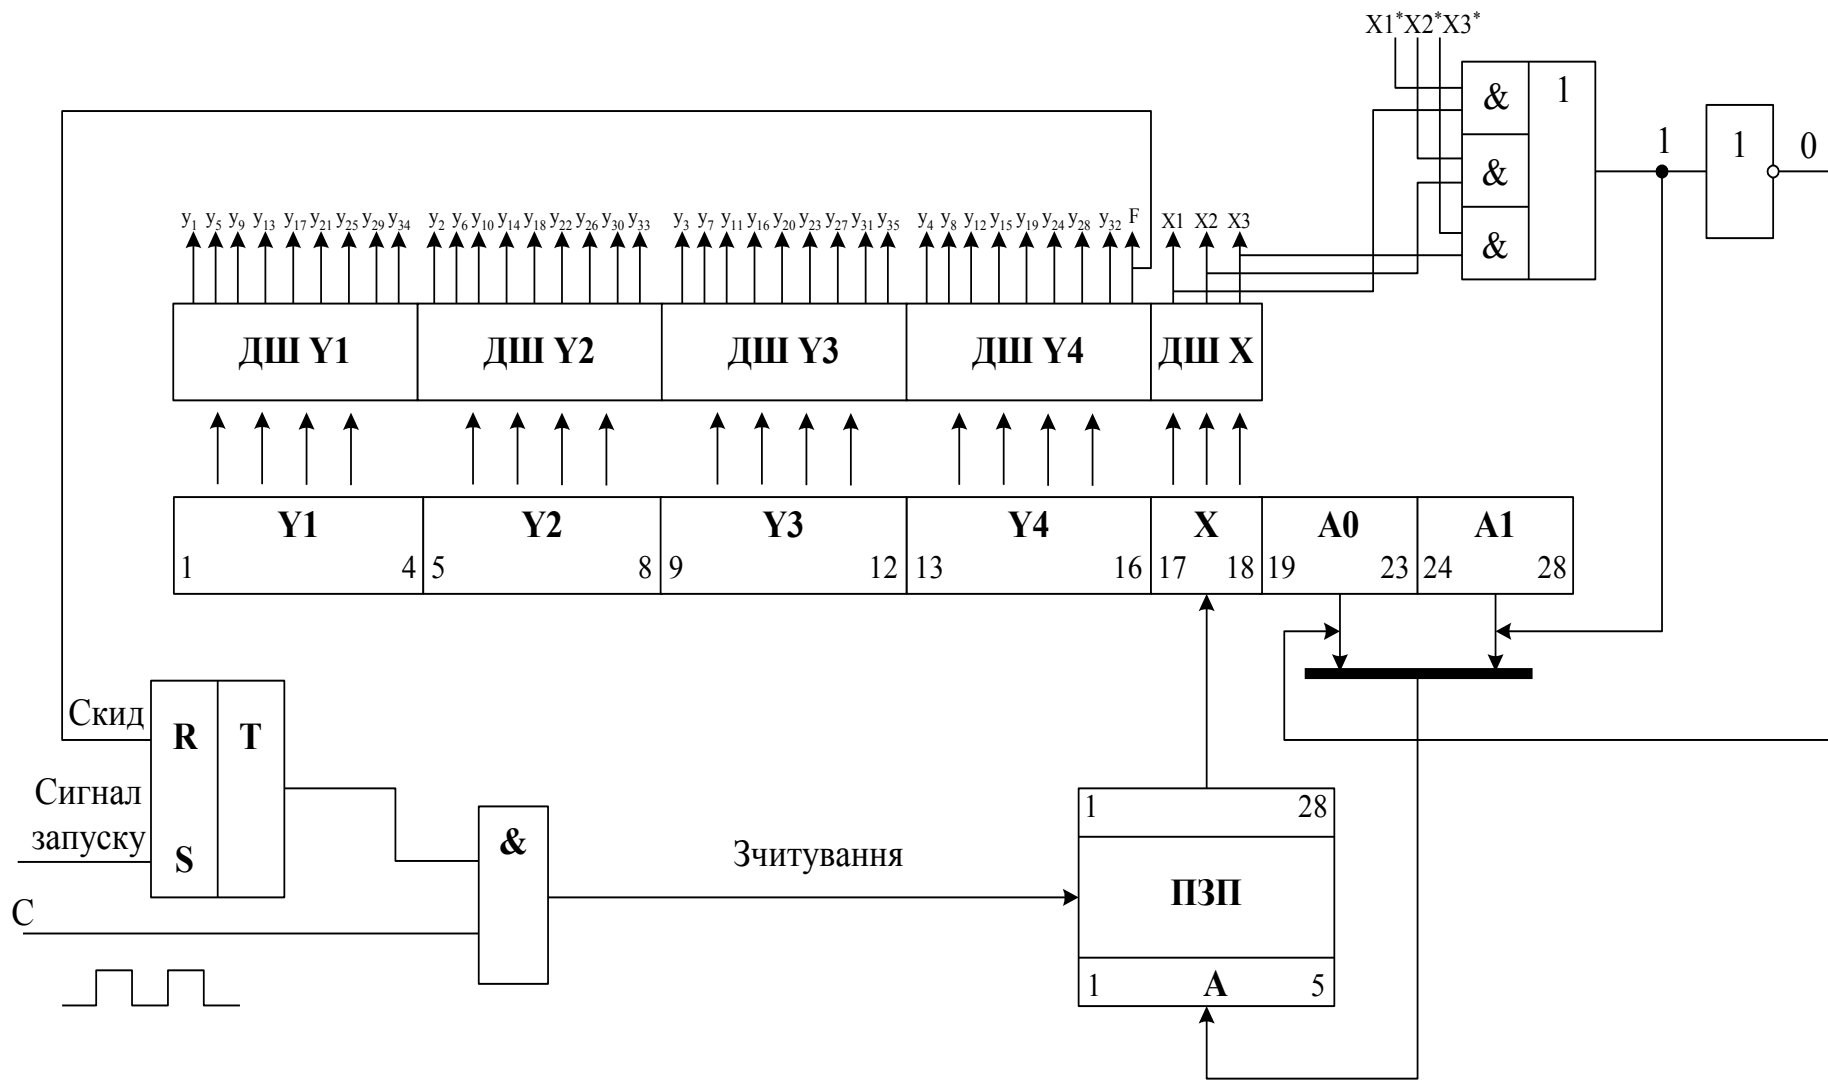 X1* X2* X3*
& 1
&
&
1
1
0
y1 y5 y9 y13 y17 y21 y25 y29 y34 y2 y6 y10 y14 y18 y22 y26 y30 y33 y3 y7 y11 y16 y20 y23 y27 y31 y35 y4 y8 y12 y15 y19 y24 y28 y32 F X1 X2 X3
ДШ Y1 ДШ Y2 ДШ Y3 ДШ Y4 ДШ X
Y1 Y2 Y3 Y4 X A0 A1
1 4 5 8 9 12 13 16 17 18 19 23 24 28
Скид
R T
Сигнал
запуску
S
C
&
Зчитування
1 28
ПЗП
1 A 5